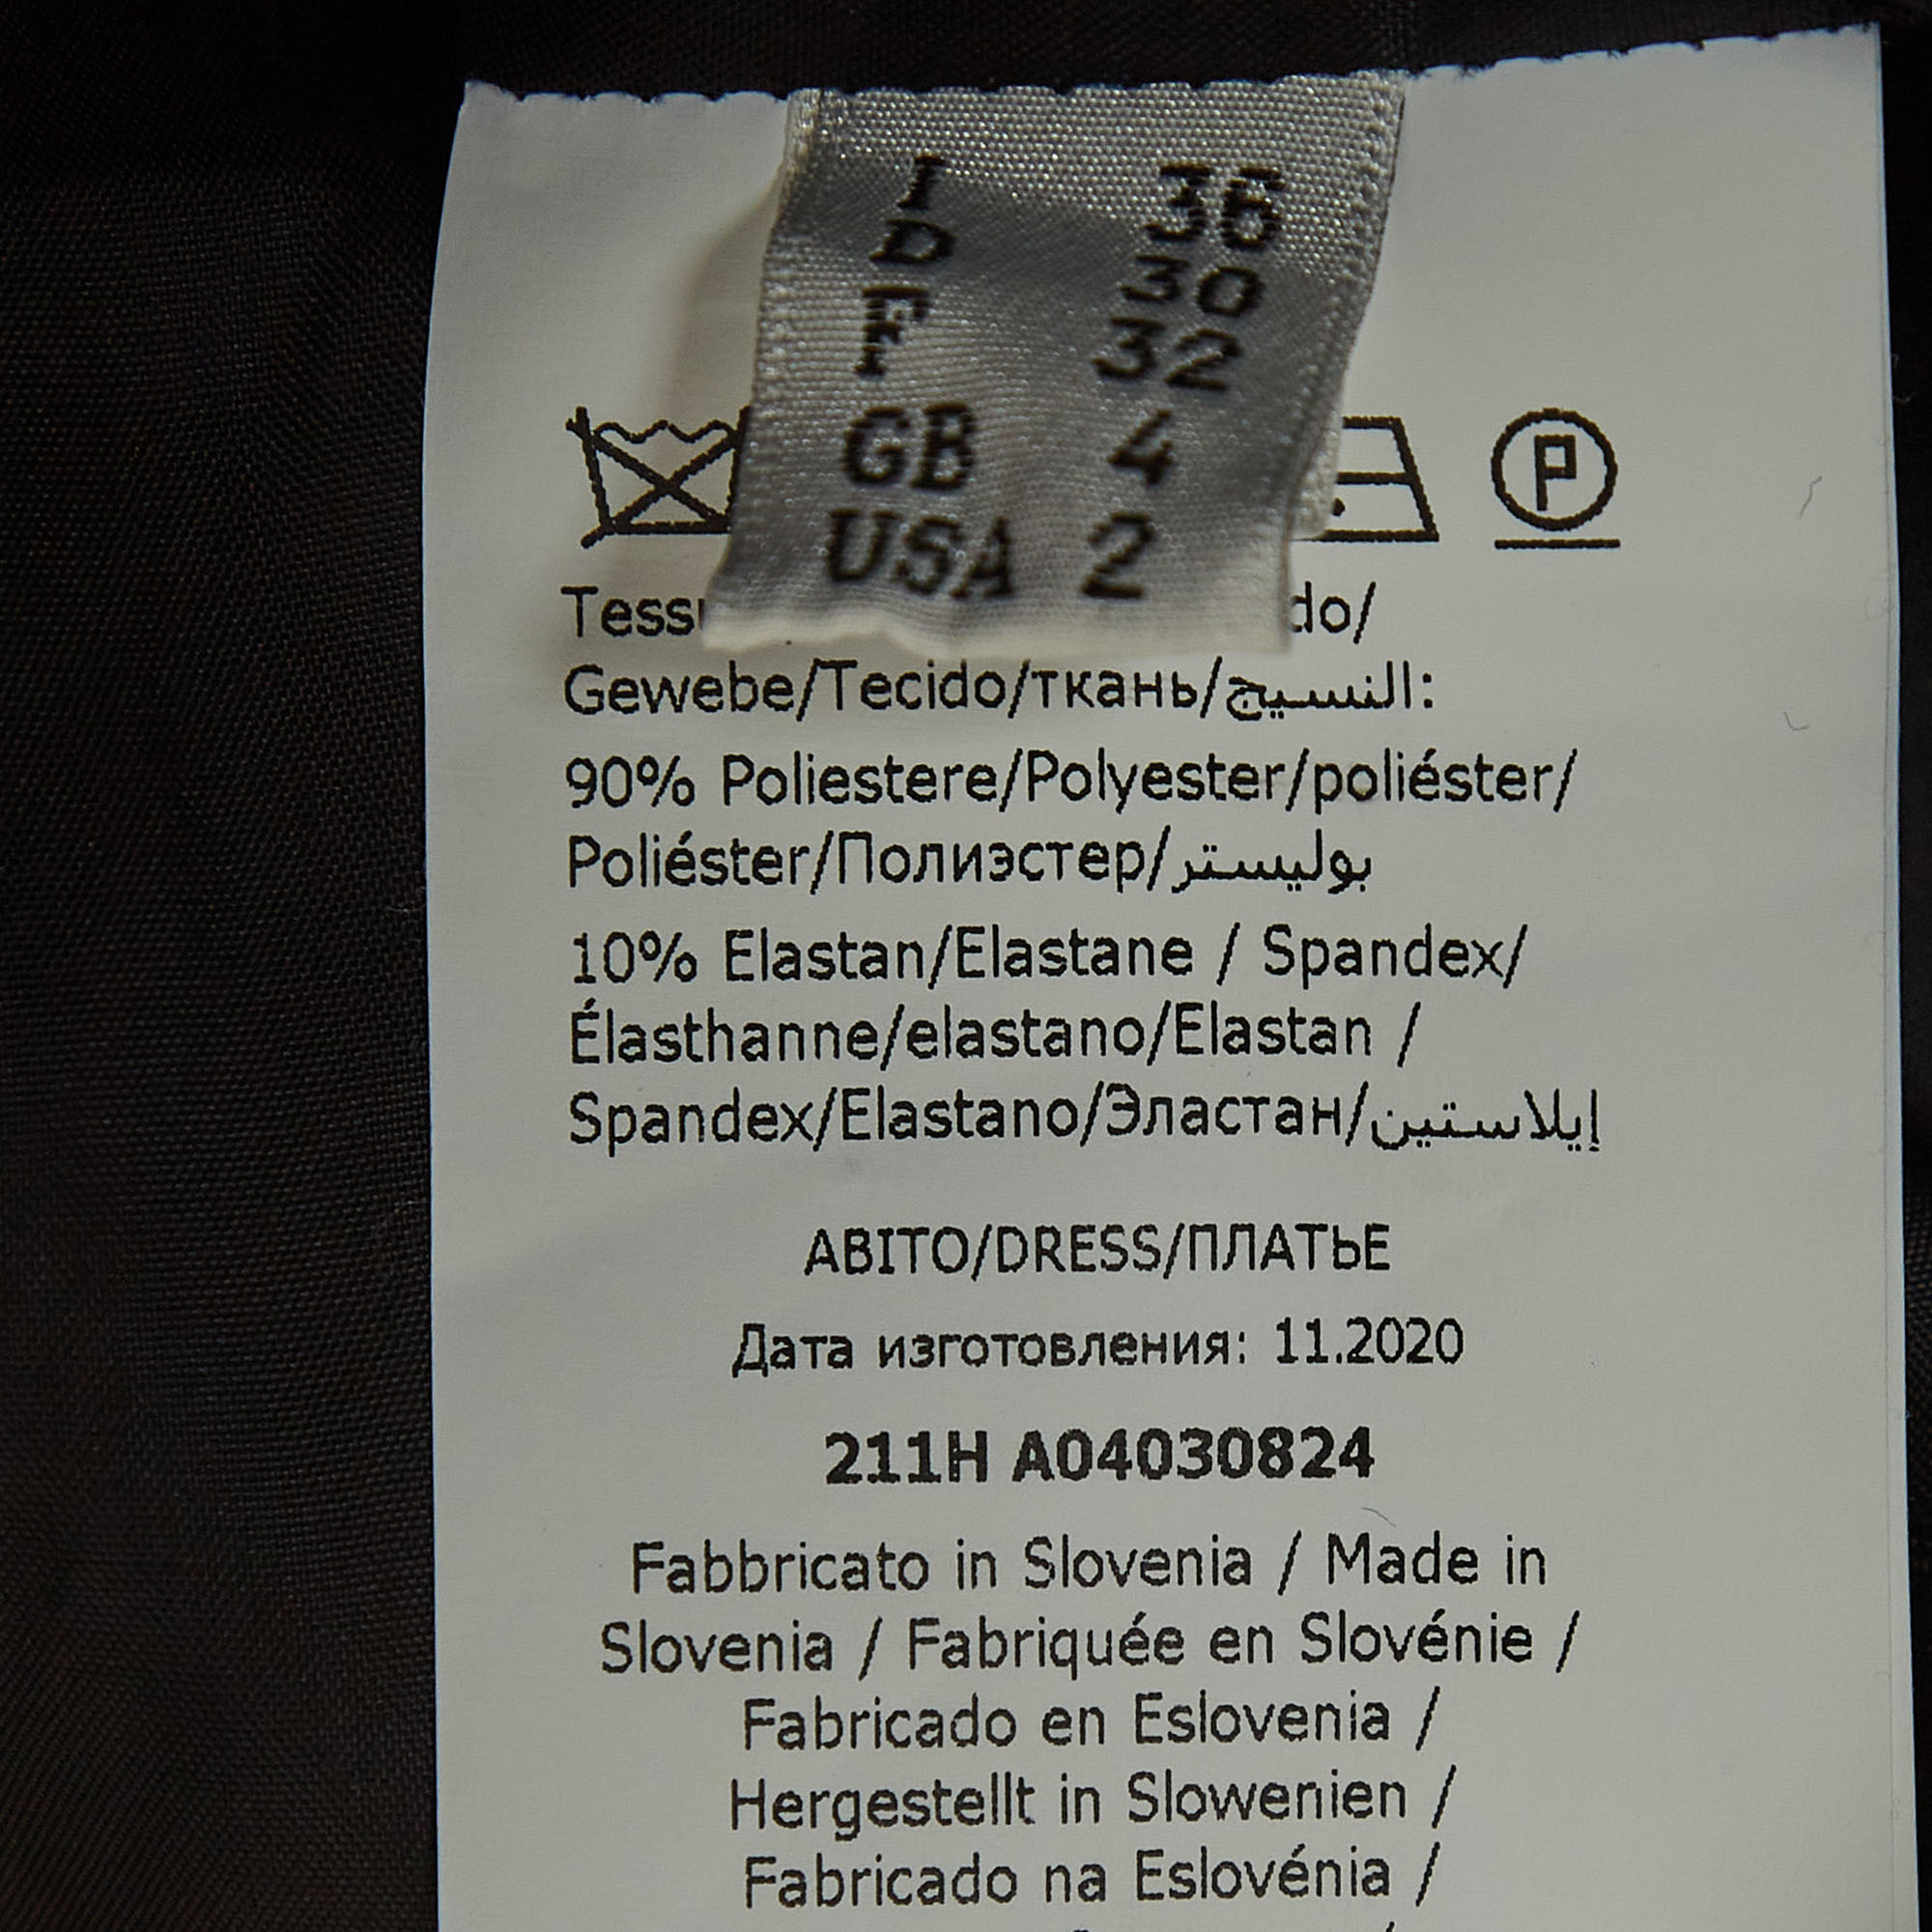 I 36
D 30
F 32
GB 4
USA 2
P
do/
Gewebe/Tecido/ткань/النسيج:
90% Poliestere/Polyester/poliéster/
Poliéster/Полиэстер/بوليستر
10% Elastan/Elastane / Spandex/
Élasthanne/elastano/Elastan /
Spandex/Elastano/Эластан/إيلاستين
ABITO/DRESS/ПЛАТЬЕ
Дата изготовления: 11.2020
211H A04030824
Fabbricato in Slovenia / Made in
Slovenia / Fabriquée en Slovénie /
Fabricado en Eslovenia /
Hergestellt in Slowenien /
Fabricado na Eslovénia /